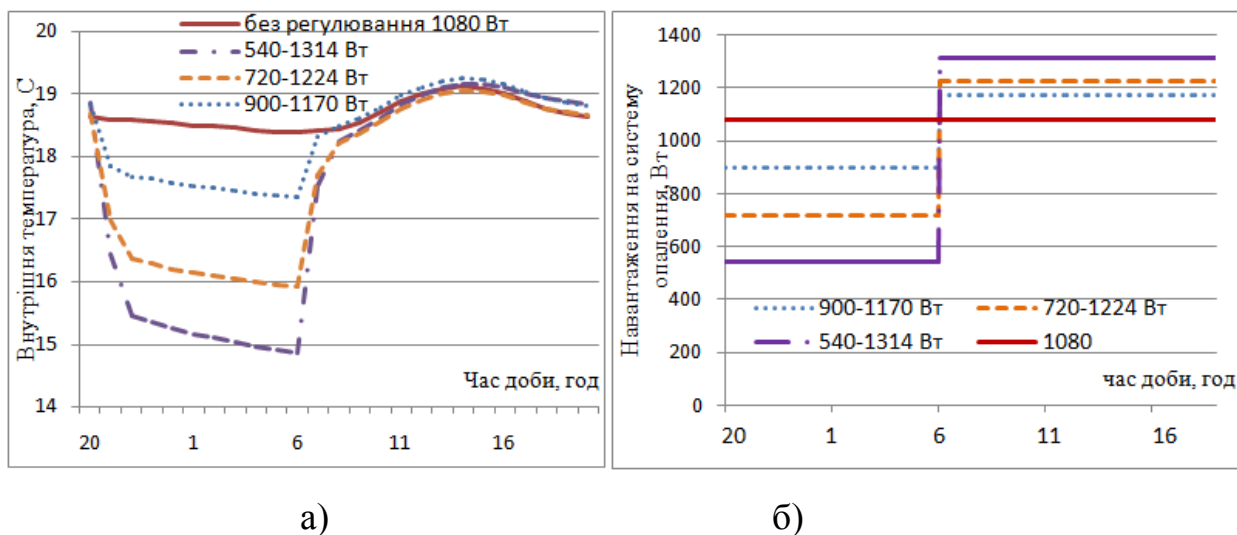 без регулювання 1080 Вт
540-1314 Вт
720-1224 Вт
900-1170 Вт
Внутрішня температура, С
20
19
18
17
16
15
14
20
1
6
11
16
Час доби, год
1400
1200
1000
800
600
400
200
0
Навантаження на систему
опалення, Вт
900-1170 Вт
720-1224 Вт
540-1314 Вт
1080
час доби, год
20
1
6
11
16
а)
б)